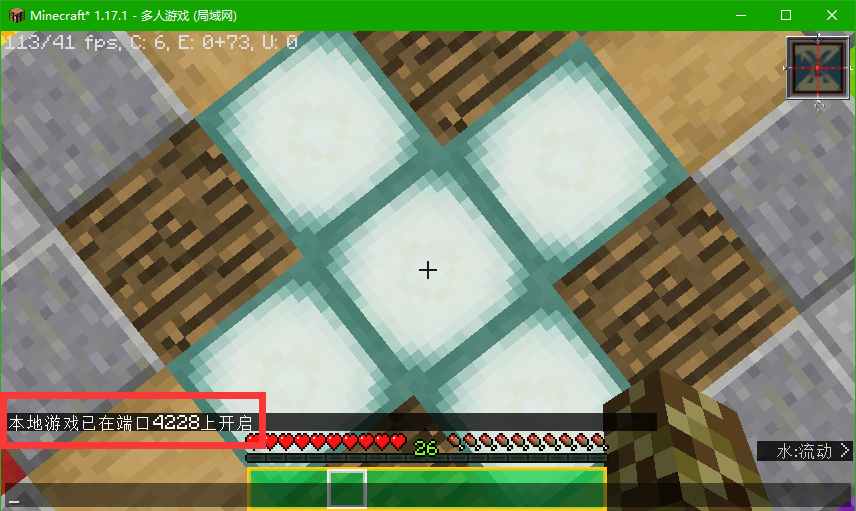 Minecraft* 1.17.1 - 多人游戏 (局域网)
113/41 fps, C: 6, E: 0+73, U: 0
本地游戏已在端口4228上开启
26
水:流动 >
_